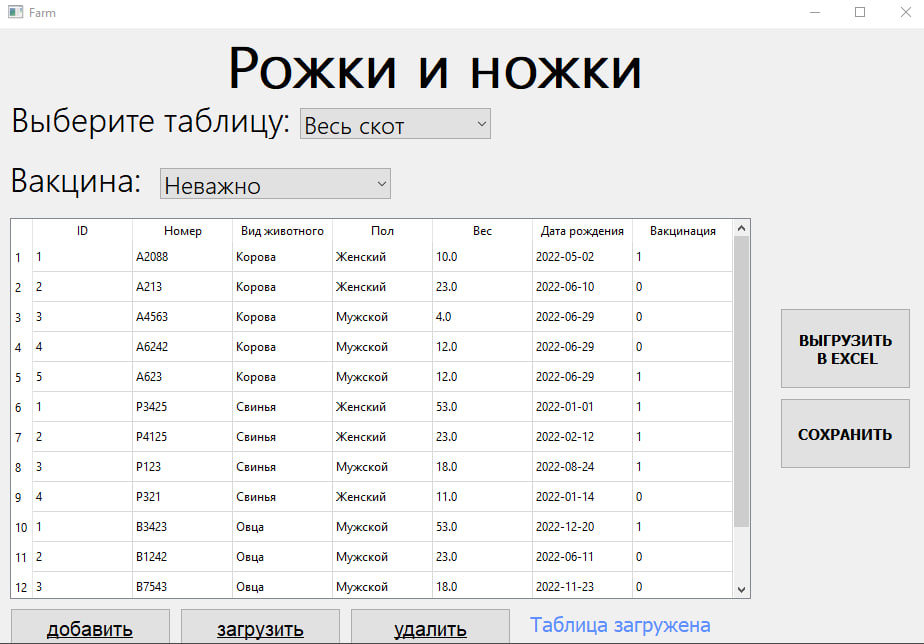 Farm
Рожки и ножки
Выберите таблицу: Весь скот
Вакцина: Неважно
ID Номер Вид животного Пол Вес Дата рождения Вакцинация
1 1 A2088 Корова Женский 10.0 2022-05-02 1
2 2 A213 Корова Женский 23.0 2022-06-10 0
3 3 A4563 Корова Мужской 4.0 2022-06-29 0
4 4 A6242 Корова Мужской 12.0 2022-06-29 0
5 5 A623 Корова Мужской 12.0 2022-06-29 1
6 1 P3425 Свинья Женский 53.0 2022-01-01 1
7 2 P4125 Свинья Женский 23.0 2022-02-12 1
8 3 P123 Свинья Мужской 18.0 2022-08-24 1
9 4 P321 Свинья Женский 11.0 2022-01-14 0
10 1 B3423 Овца Мужской 53.0 2022-12-20 1
11 2 B1242 Овца Мужской 23.0 2022-06-11 0
12 3 B7543 Овца Мужской 18.0 2022-11-23 0
ВЫГРУЗИТЬ
В EXCEL
СОХРАНИТЬ
добавить загрузить удалить Таблица загружена